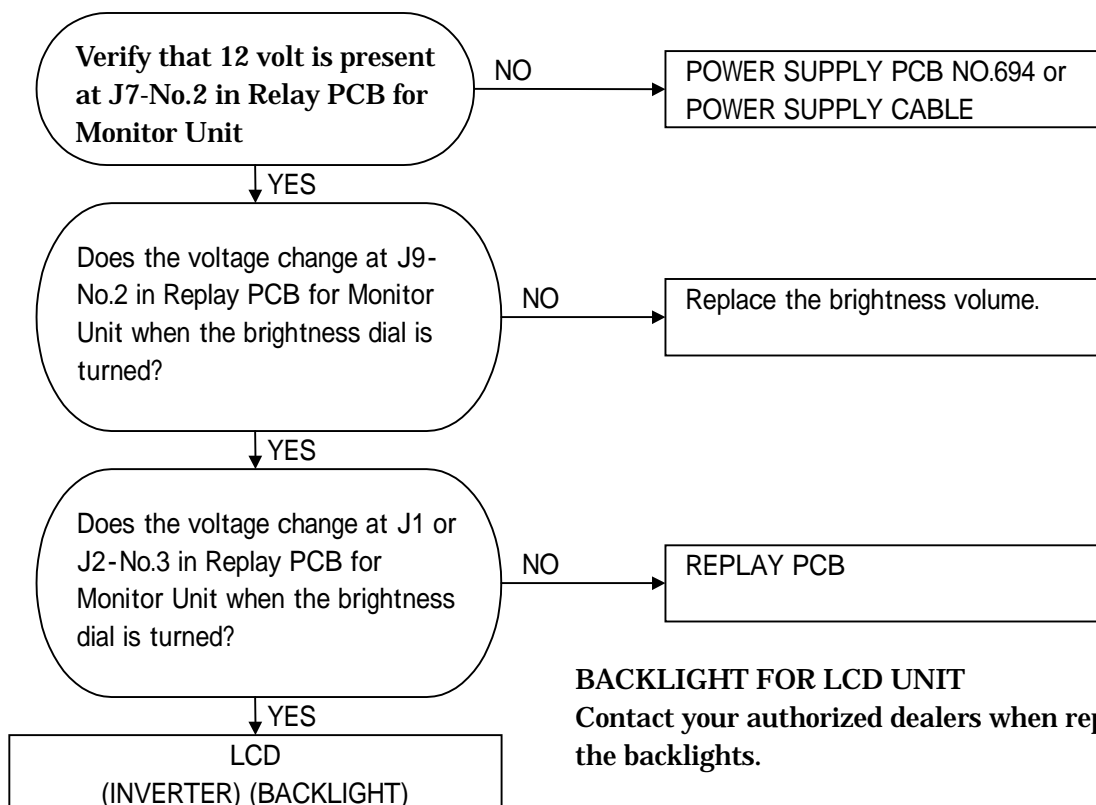 Verify that 12 volt is present
at J7-No.2 in Relay PCB for
Monitor Unit
NO
POWER SUPPLY PCB NO.694 or
POWER SUPPLY CABLE
YES
Does the voltage change at J9-
No.2 in Replay PCB for Monitor
Unit when the brightness dial is
turned?
NO
Replace the brightness volume.
YES
Does the voltage change at J1 or
J2-No.3 in Replay PCB for
Monitor Unit when the brightness
dial is turned?
NO
REPLAY PCB
BACKLIGHT FOR LCD UNIT
Contact your authorized dealers when
the backlights.
YES
LCD
(INVERTER) (BACKLIGHT)